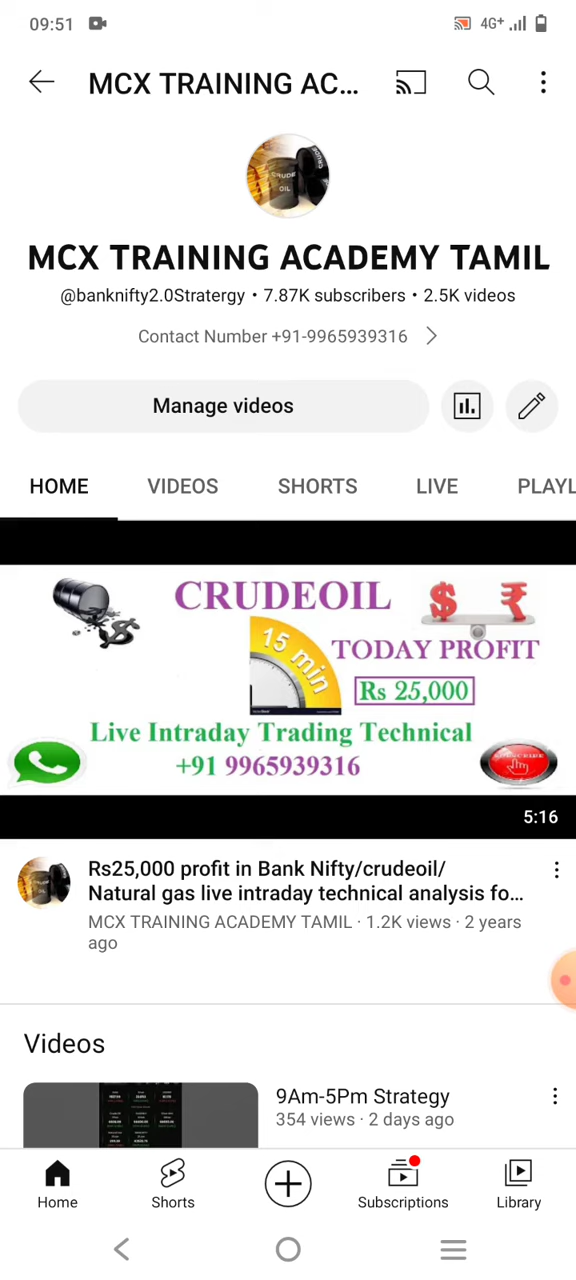 09:51
4G+
MCX TRAINING AC...
CRUDE
OIL
MCX TRAINING ACADEMY TAMIL
@banknifty2.0Stratergy • 7.87K subscribers • 2.5K videos
Contact Number +91-9965939316
Manage videos
HOME VIDEOS SHORTS LIVE PLAYL
CRUDEOIL
$ ₹
15 min
TODAY PROFIT
Rs 25,000
Live Intraday Trading Technical
+91 9965939316
SUBSCRIBE
5:16
Rs25,000 profit in Bank Nifty/crudeoil/
Natural gas live intraday technical analysis fo...
MCX TRAINING ACADEMY TAMIL · 1.2K views · 2 years
ago
Videos
9Am-5Pm Strategy
354 views · 2 days ago
Home Shorts Subscriptions Library